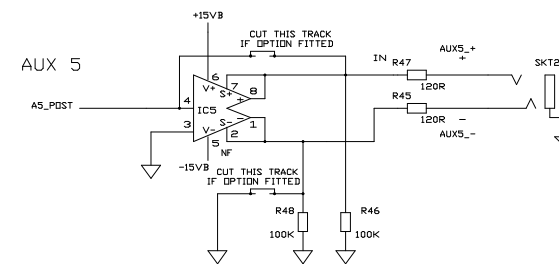 +15VB
CUT THIS TRACK
IF OPTION FITTED
AUX 5
IN R47
AUX5_+
+
SKT2
120R
6
7
V+ S+ +
8
A5_POST
4
IC5
3
V- S- -
1
2
5
NF
R45
120R
-
AUX5_-
-15VB
CUT THIS TRACK
IF OPTION FITTED
R48
R46
100K
100K